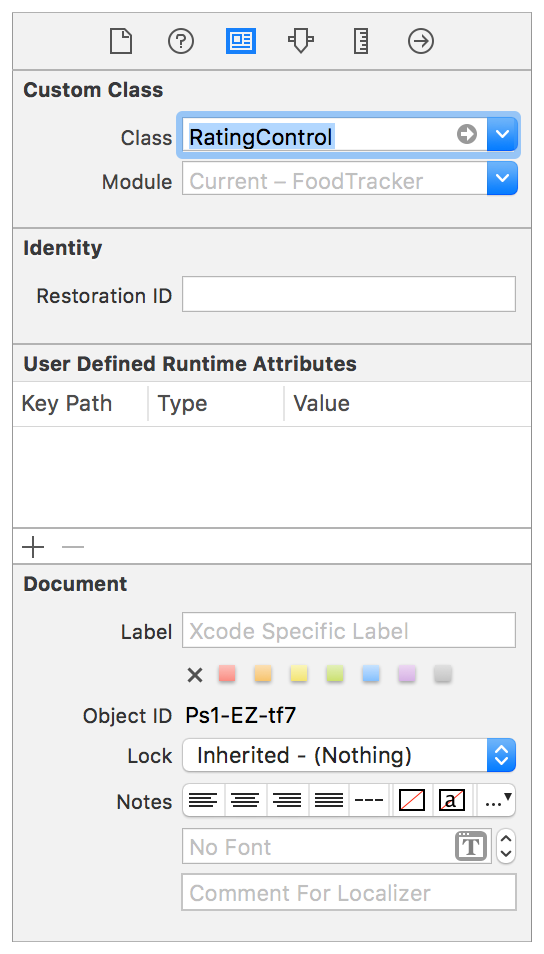 Custom Class
Class RatingControl
Module Current – FoodTracker
Identity
Restoration ID
User Defined Runtime Attributes
Key Path Type Value
Document
Label Xcode Specific Label
Object ID Ps1-EZ-tf7
Lock Inherited - (Nothing)
Notes --- a ...
No Font T
Comment For Localizer